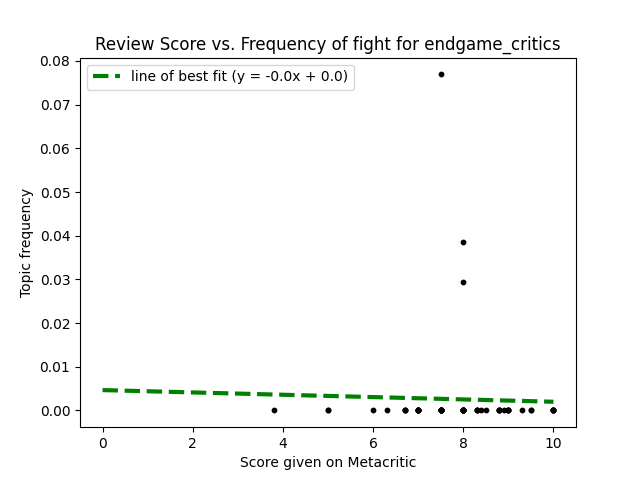 Review Score vs. Frequency of fight for endgame_critics
line of best fit (y = -0.0x + 0.0)
0.08
0.07
0.06
0.05
0.04
0.03
0.02
0.01
0.00
Topic frequency
0 2 4 6 8 10
Score given on Metacritic